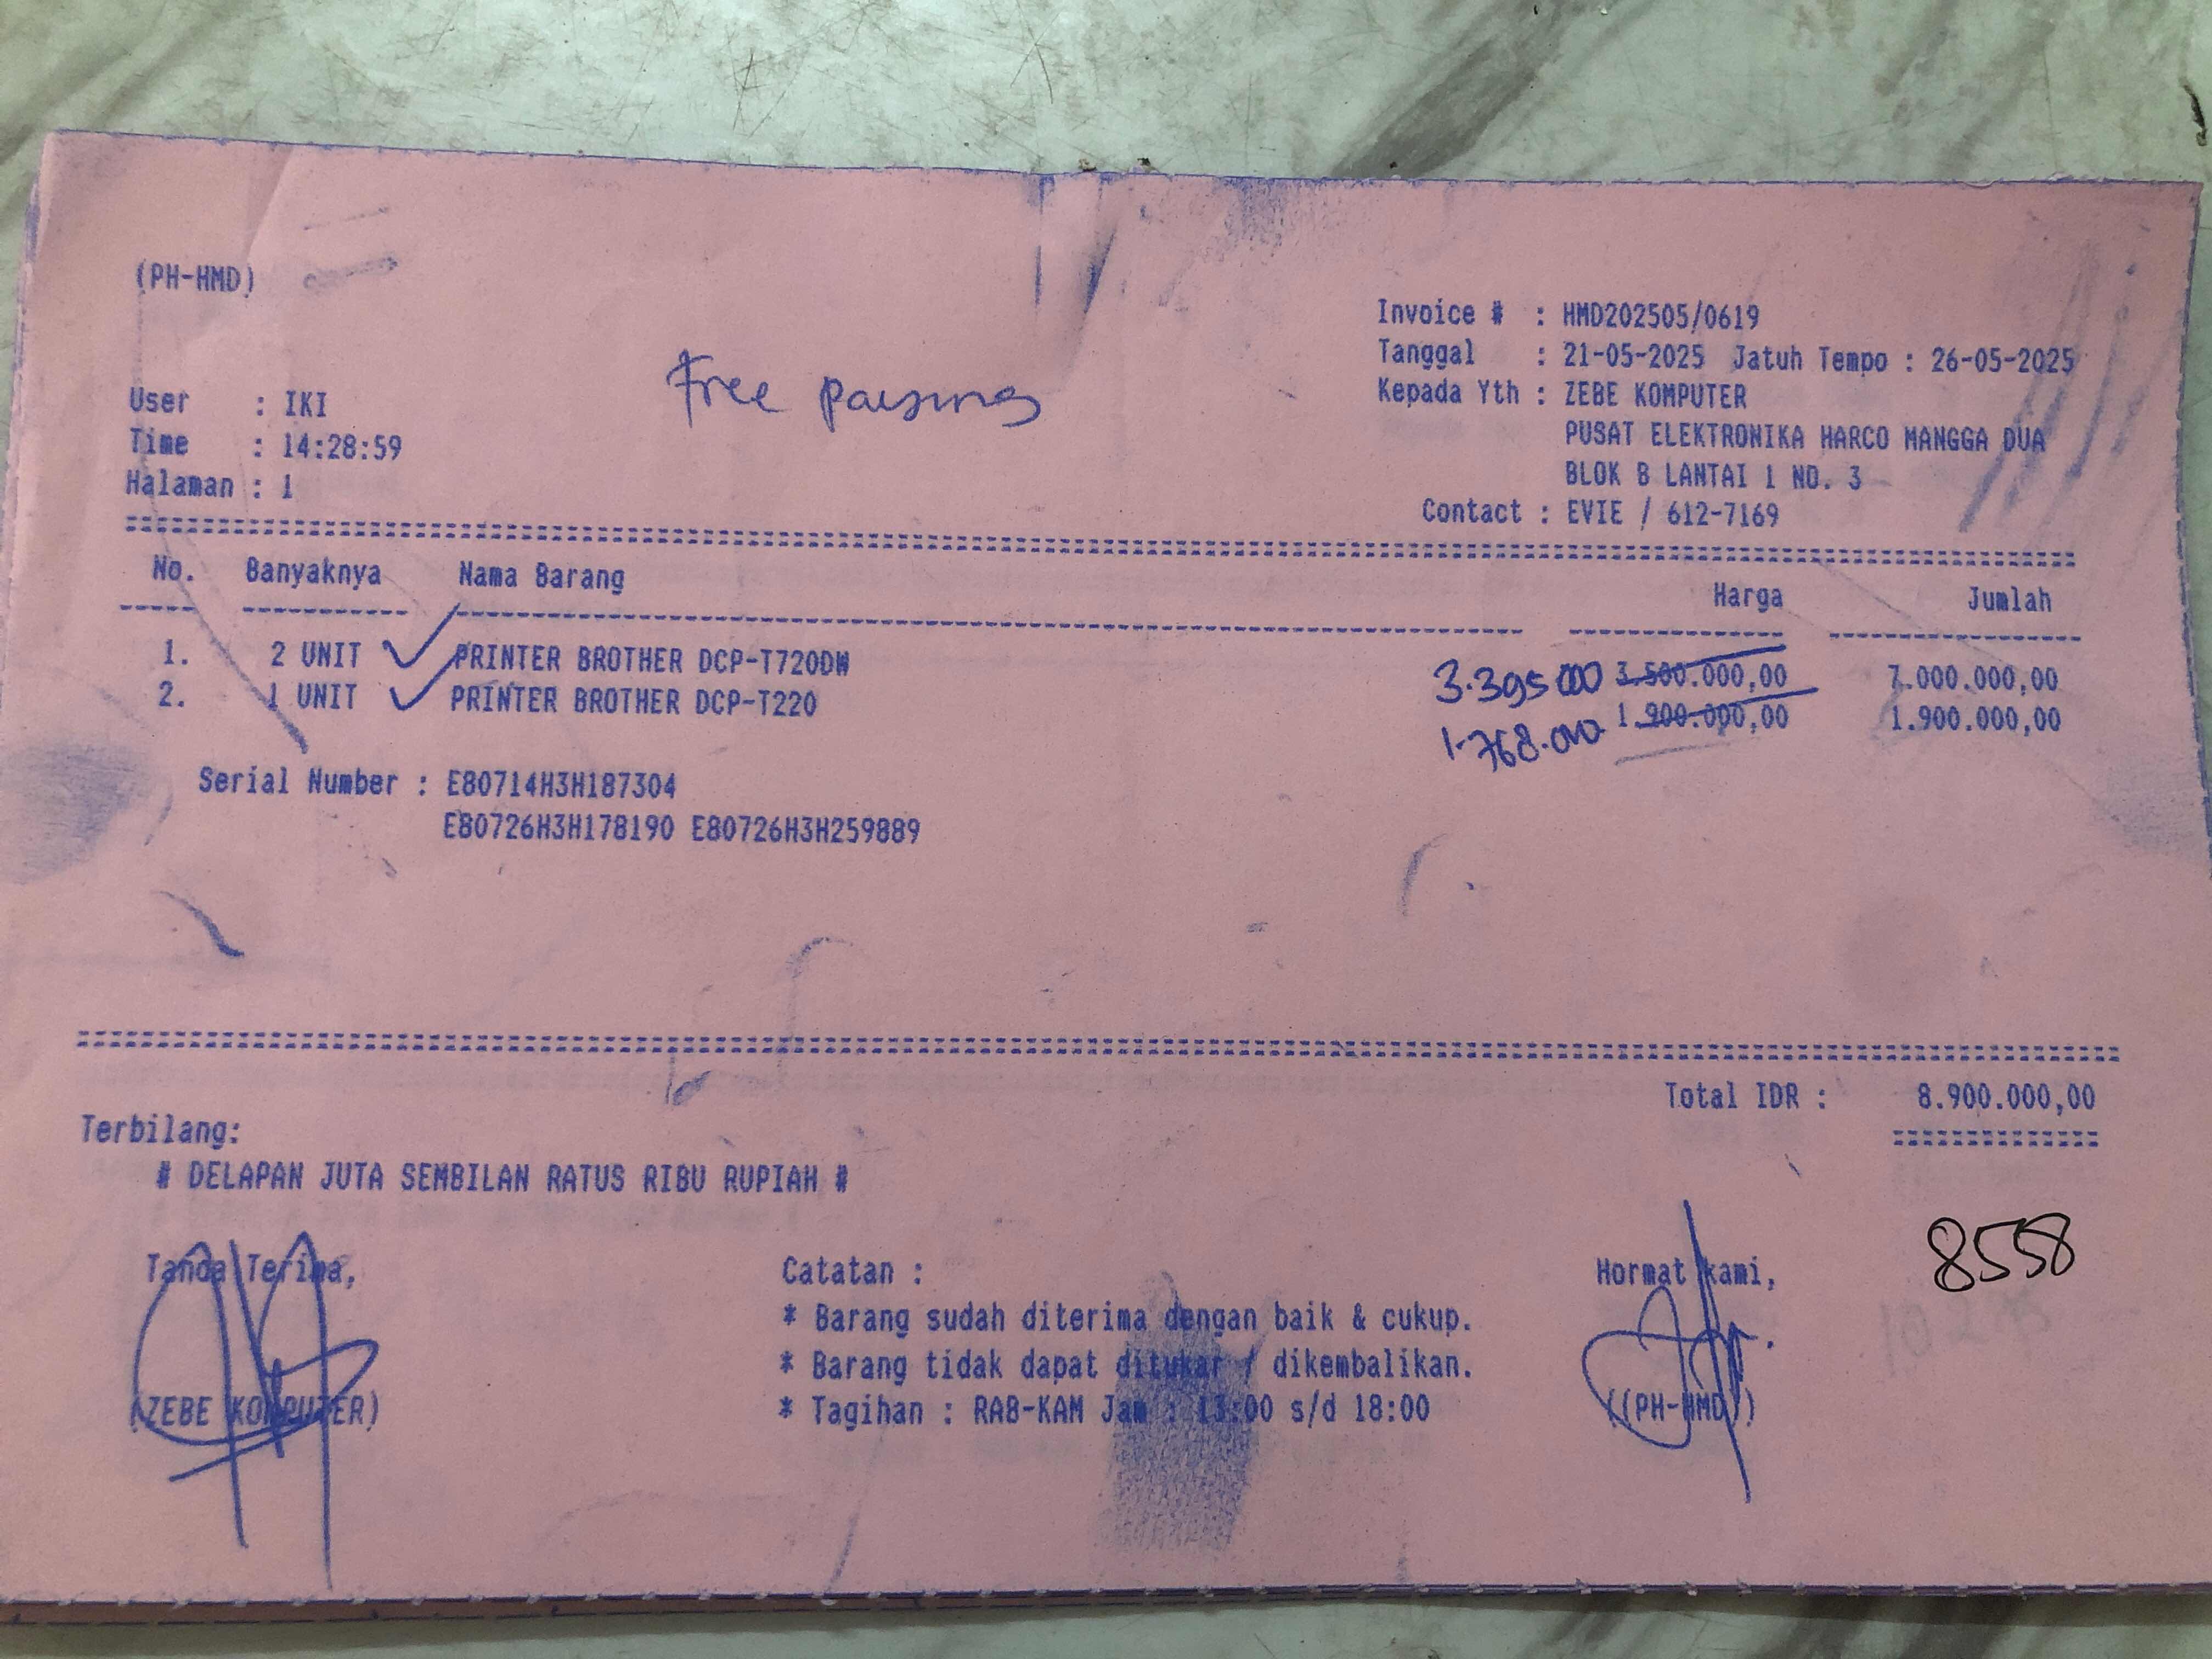 (PH-HMD)
Invoice # : HMD202505/0619
Tanggal : 21-05-2025 Jatuh Tempo : 26-05-2025
Kepada Yth : ZEBE KOMPUTER
PUSAT ELEKTRONIKA HARCO MANGGA DUA
BLOK B LANTAI 1 NO. 3
Contact : EVIE / 612-7169
Free
User : IKI
Time : 14:28:59
Halaman : 1
No. Banyaknya Nama Barang Harga Jumlah
1. 2 UNIT PRINTER BROTHER DCP-T720DW 3.395 000 3.500.000,00 7.000.000,00
2. 1 UNIT PRINTER BROTHER DCP-T220 1.768.000 1.900.000,00 1.900.000,00
Serial Number : E80714H3H187304
E80726H3H178190 E80726H3H259889
Total IDR : 8.900.000,00
Terbilang:
# DELAPAN JUTA SEMBILAN RATUS RIBU RUPIAH #
8558
Tanda Terima, Catatan : Hormat kami,
* Barang sudah diterima dengan baik & cukup.
* Barang tidak dapat ditukar / dikembalikan.
(ZEBE KOMPUTER) * Tagihan : RAB-KAM Jam : 13:00 s/d 18:00 ((PH-HMD))